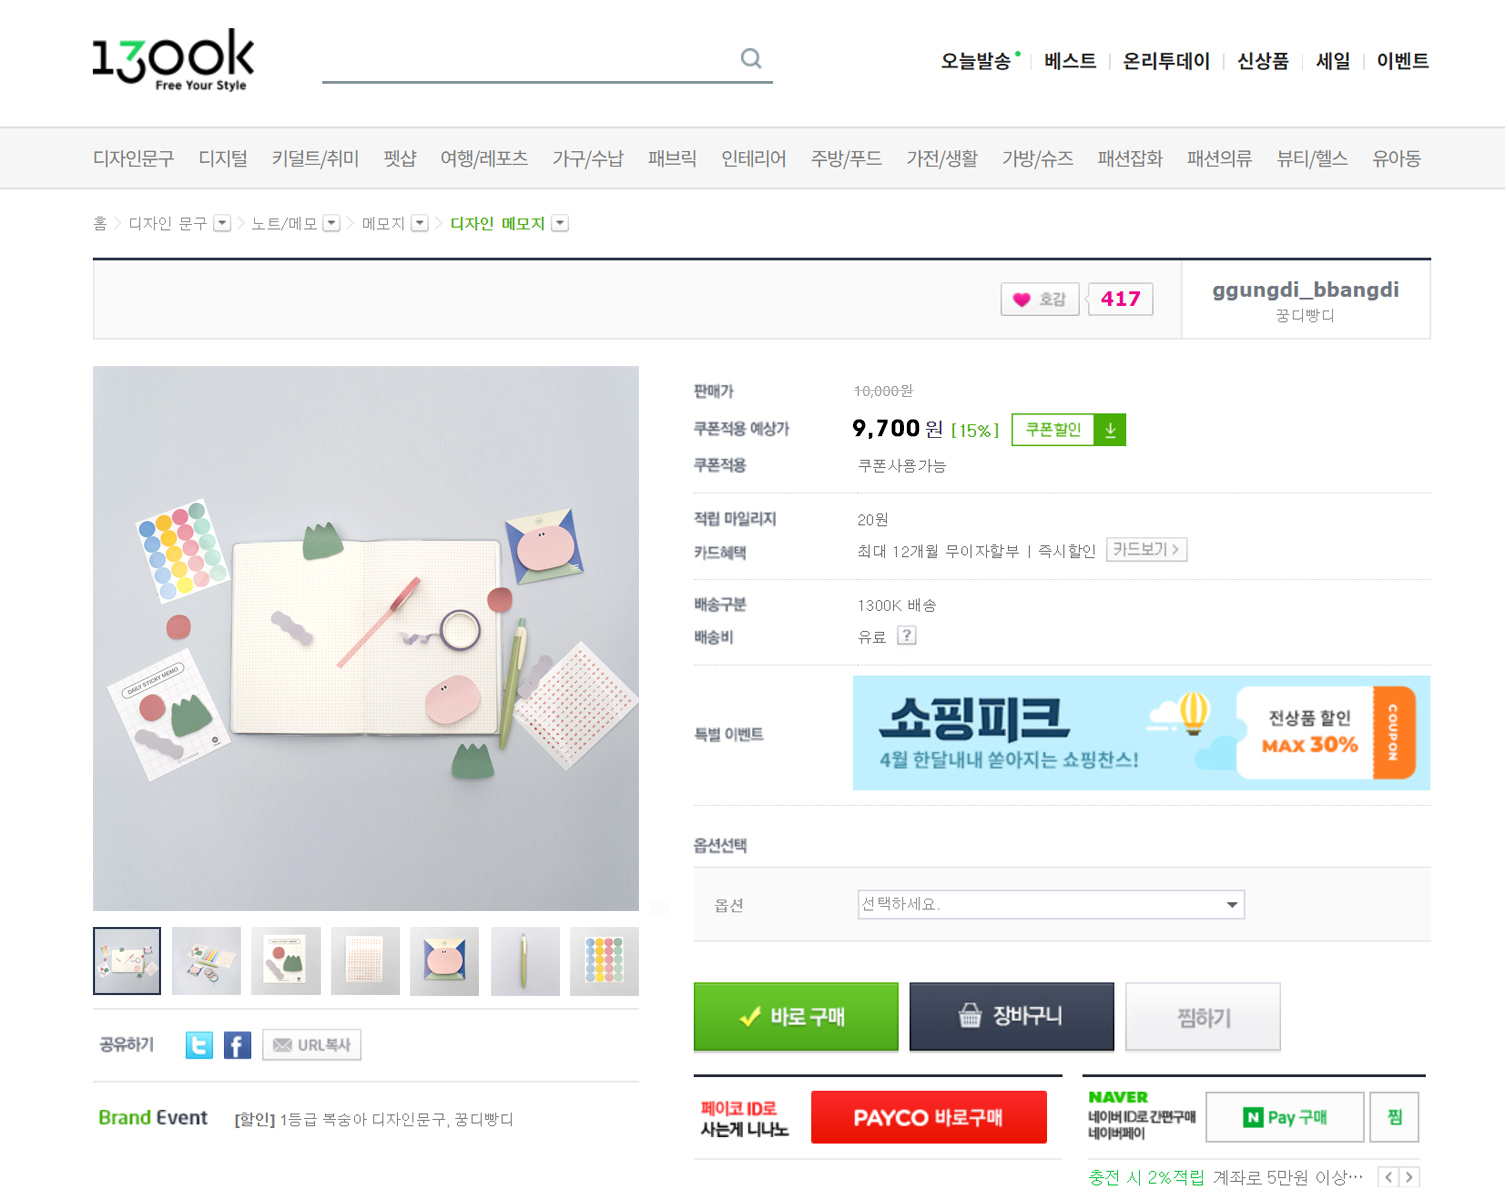 1300k
Free Your Style
오늘발송 베스트 온리투데이 신상품 세일 이벤트
디자인문구 디지털 키덜트/취미 펫샵 여행/레포츠 가구/수납 패브릭 인테리어 주방/푸드 가전/생활 가방/슈즈 패션잡화 패션의류 뷰티/헬스 유아동
홈 디자인 문구 노트/메모 메모지 디자인 메모지
호감 417
ggungdi_bbangdi
꿍디빵디
판매가 10,000원
쿠폰적용 예상가 9,700 원 [15%] 쿠폰할인
쿠폰적용 쿠폰사용가능
적립 마일리지 20원
카드혜택 최대 12개월 무이자할부 | 즉시할인 카드보기 >
배송구분 1300K 배송
배송비 유료 ?
특별 이벤트
쇼핑피크
4월 한달내내 쏟아지는 쇼핑찬스!
전상품 할인
MAX 30%
COUPON
DAILY STICKY MEMO
옵션선택
옵션 선택하세요.
바로 구매 장바구니 찜하기
공유하기 URL복사
Brand Event [할인] 1등급 복숭아 디자인문구, 꿍디빵디
페이코 ID로
사는게 니나노
PAYCO 바로구매
NAVER
네이버 ID로 간편구매
네이버페이
N Pay 구매 찜
충전 시 2%적립 계좌로 5만원 이상…